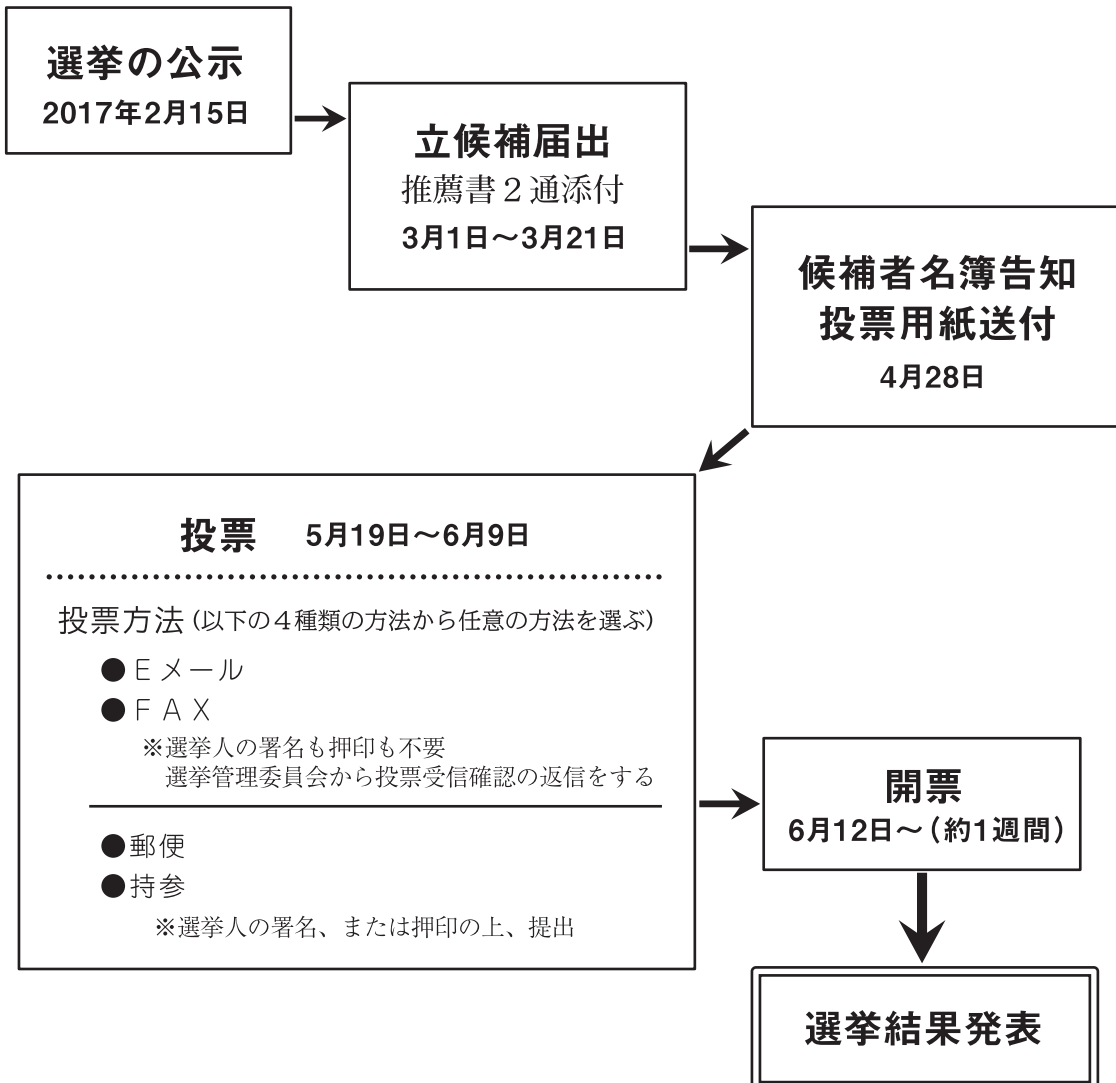 選挙の公示
2017年2月15日
立候補届出
推薦書2通添付
3月1日～3月21日
候補者名簿告知
投票用紙送付
4月28日
投票 5月19日～6月9日
投票方法(以下の4種類の方法から任意の方法を選ぶ)
●Eメール
●FAX
※選挙人の署名も押印も不要
選挙管理委員会から投票受信確認の返信をする
●郵便
●持参
※選挙人の署名、または押印の上、提出
開票
6月12日～(約1週間)
選挙結果発表